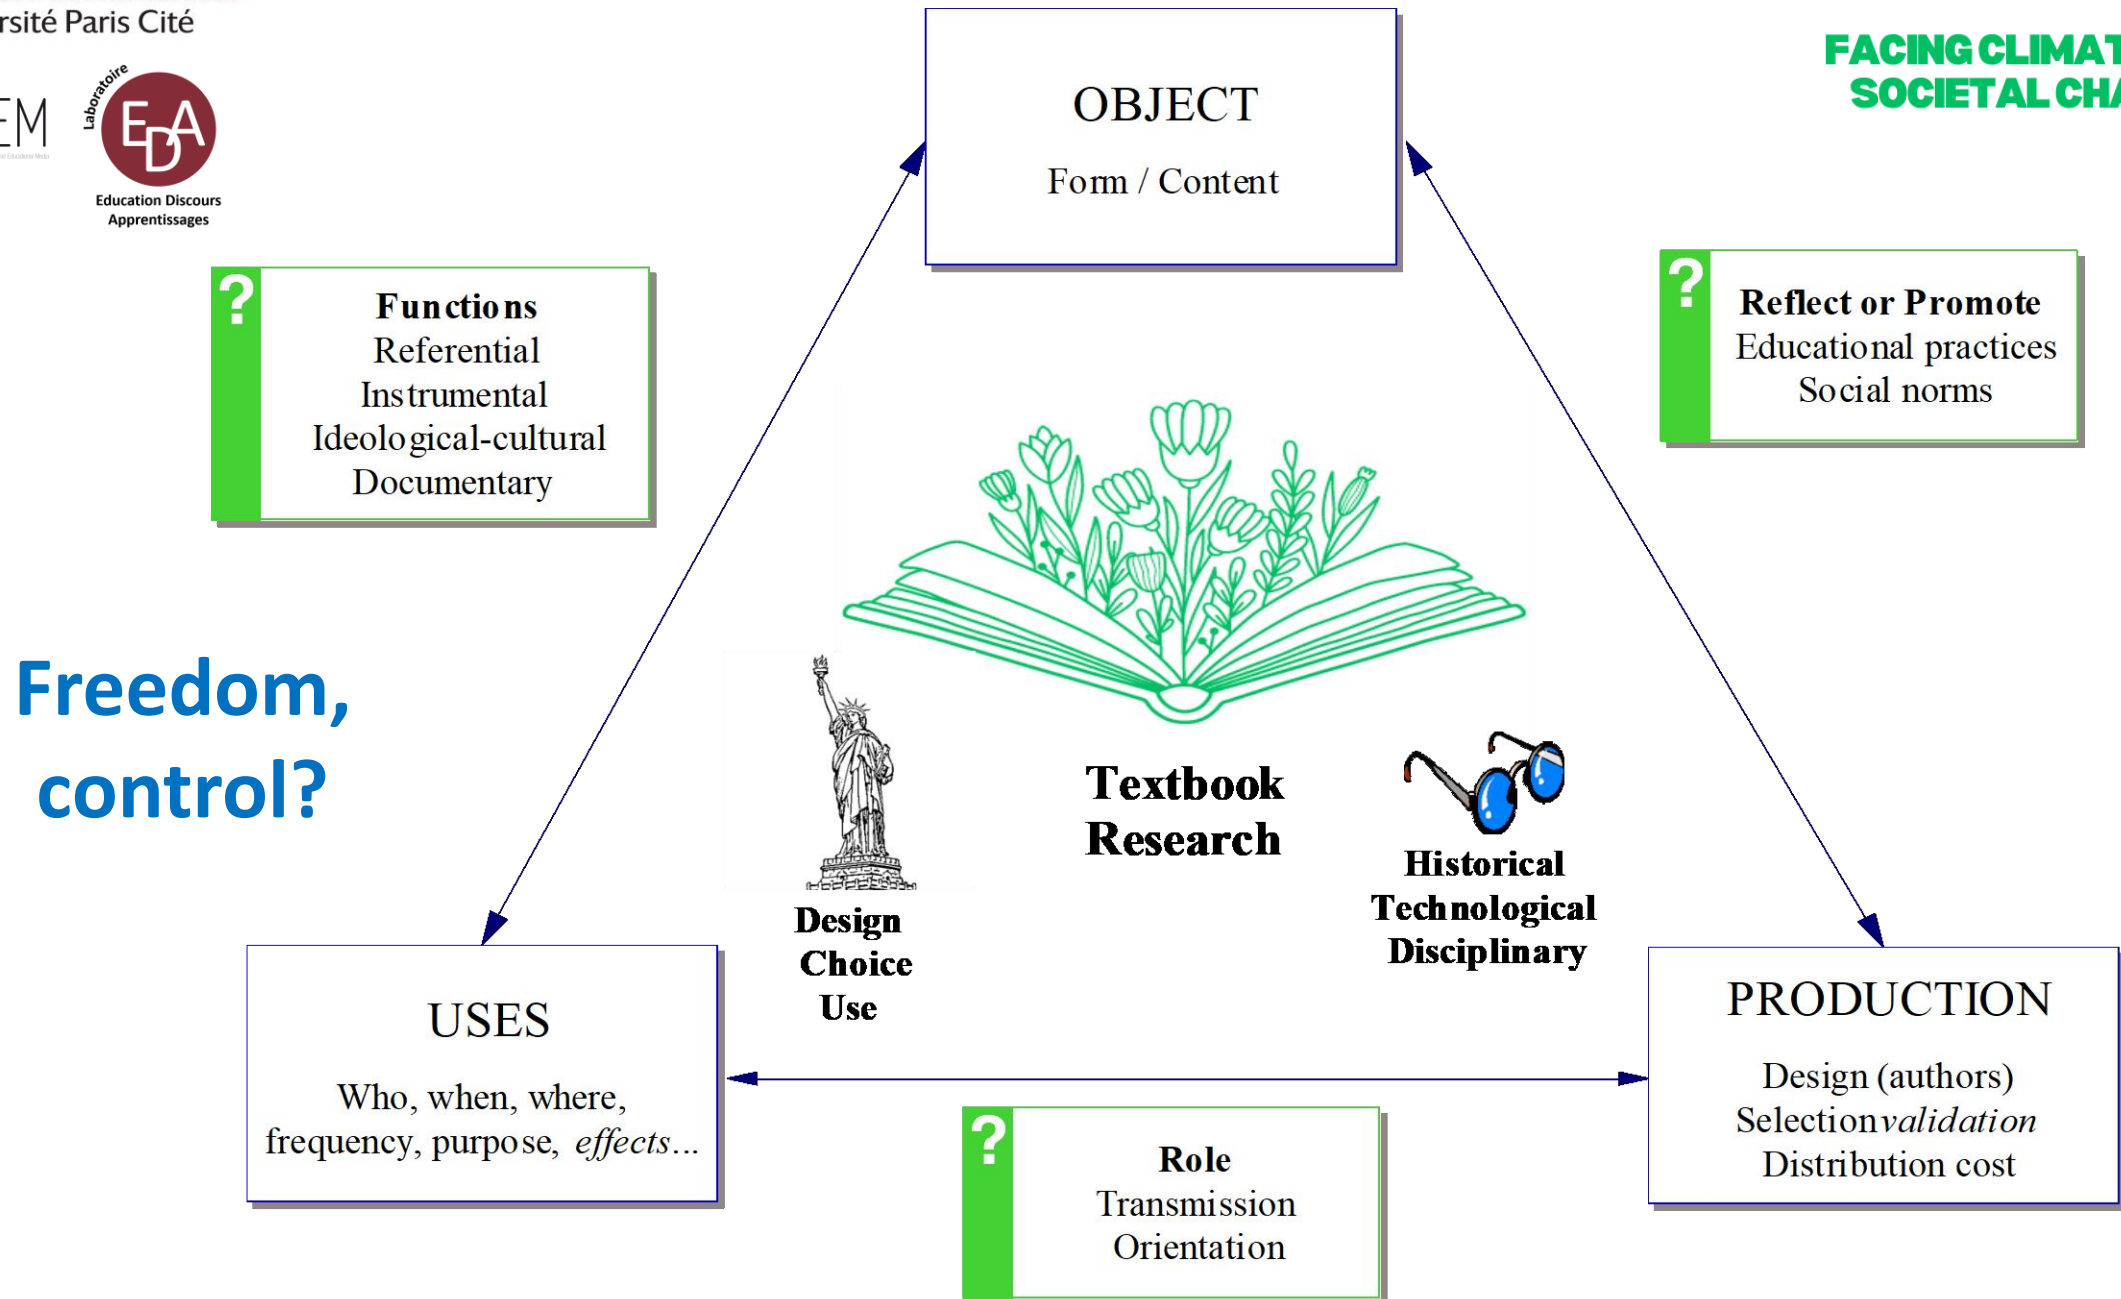 rsité Paris Cité
EM
Laboratoire
EDA
Education Discours
Apprentissages
FACING CLIMAT
SOCIETAL CHA
OBJECT
Form / Content
?
Functions
Referential
Instrumental
Ideological-cultural
Documentary
?
Reflect or Promote
Educational practices
Social norms
Freedom,
control?
Textbook
Research
Design
Choice
Use
Historical
Technological
Disciplinary
USES
Who, when, where,
frequency, purpose, effects...
PRODUCTION
Design (authors)
Selectionvalidation
Distribution cost
?
Role
Transmission
Orientation